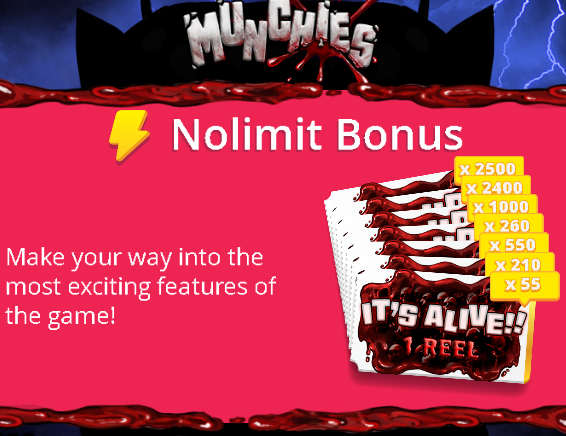 MUNCHIES
Nolimit Bonus
x 2500
x 2400
x 1000
x 260
x 550
x 210
x 55
Make your way into the
most exciting features of
the game!
IT'S ALIVE!!
1 REEL